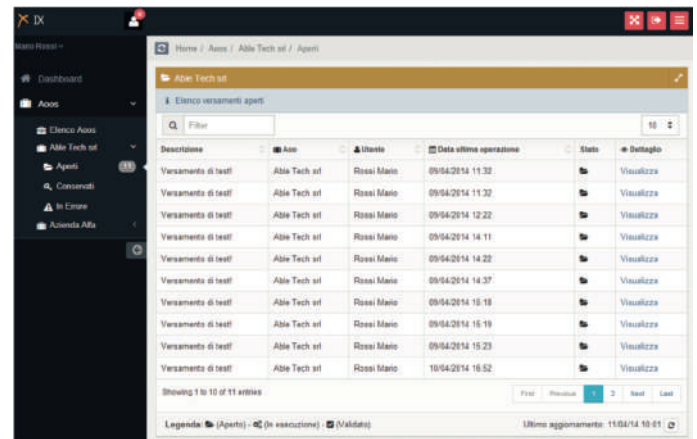 IX
Mario Rossi
Home / Aoos / Able Tech srl / Aperti
Dashboard
Aoos
Elenco Aoos
Able Tech srl
Aperti 11
Conservati
In Errore
Azienda Alfa
Able Tech srl
Elenco versamenti aperti
Filter
10
Descrizione Aoo Utente Data ultima operazione Stato Dettaglio
Versamento di test! Able Tech srl Rossi Mario 09/04/2014 11:32 Visualizza
Versamento di test! Able Tech srl Rossi Mario 09/04/2014 11:32 Visualizza
Versamento di test! Able Tech srl Rossi Mario 09/04/2014 12:22 Visualizza
Versamento di test! Able Tech srl Rossi Mario 09/04/2014 14:11 Visualizza
Versamento di test! Able Tech srl Rossi Mario 09/04/2014 14:22 Visualizza
Versamento di test! Able Tech srl Rossi Mario 09/04/2014 14:37 Visualizza
Versamento di test! Able Tech srl Rossi Mario 09/04/2014 15:18 Visualizza
Versamento di test! Able Tech srl Rossi Mario 09/04/2014 15:19 Visualizza
Versamento di test! Able Tech srl Rossi Mario 09/04/2014 15:23 Visualizza
Versamento di test! Able Tech srl Rossi Mario 10/04/2014 16:52 Visualizza
Showing 1 to 10 of 11 entries
First Previous 1 2 Next Last
Legenda: (Aperto) - (In esecuzione) - (Validato)
Ultimo aggiornamento: 11/04/14 10:01